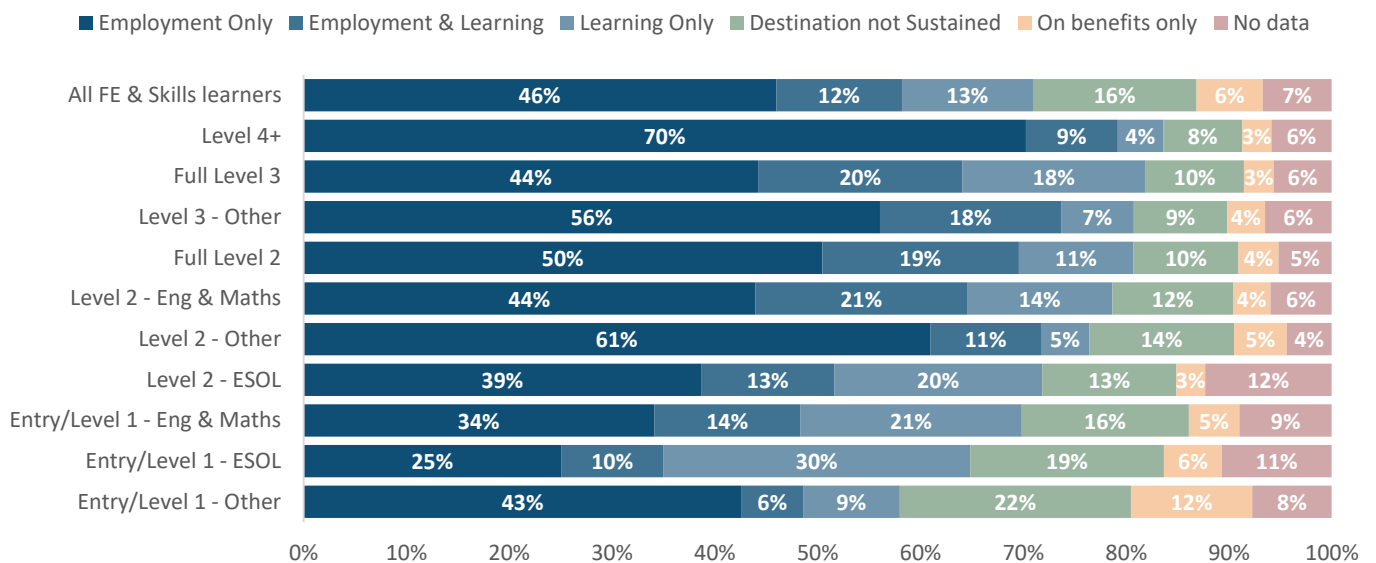 Employment Only Employment & Learning Learning Only Destination not Sustained On benefits only No data
All FE & Skills learners 46% 12% 13% 16% 6% 7%
Level 4+ 70% 9% 4% 8% 3% 6%
Full Level 3 44% 20% 18% 10% 3% 6%
Level 3 - Other 56% 18% 7% 9% 4% 6%
Full Level 2 50% 19% 11% 10% 4% 5%
Level 2 - Eng & Maths 44% 21% 14% 12% 4% 6%
Level 2 - Other 61% 11% 5% 14% 5% 4%
Level 2 - ESOL 39% 13% 20% 13% 3% 12%
Entry/Level 1 - Eng & Maths 34% 14% 21% 16% 5% 9%
Entry/Level 1 - ESOL 25% 10% 30% 19% 6% 11%
Entry/Level 1 - Other 43% 6% 9% 22% 12% 8%
0% 10% 20% 30% 40% 50% 60% 70% 80% 90% 100%